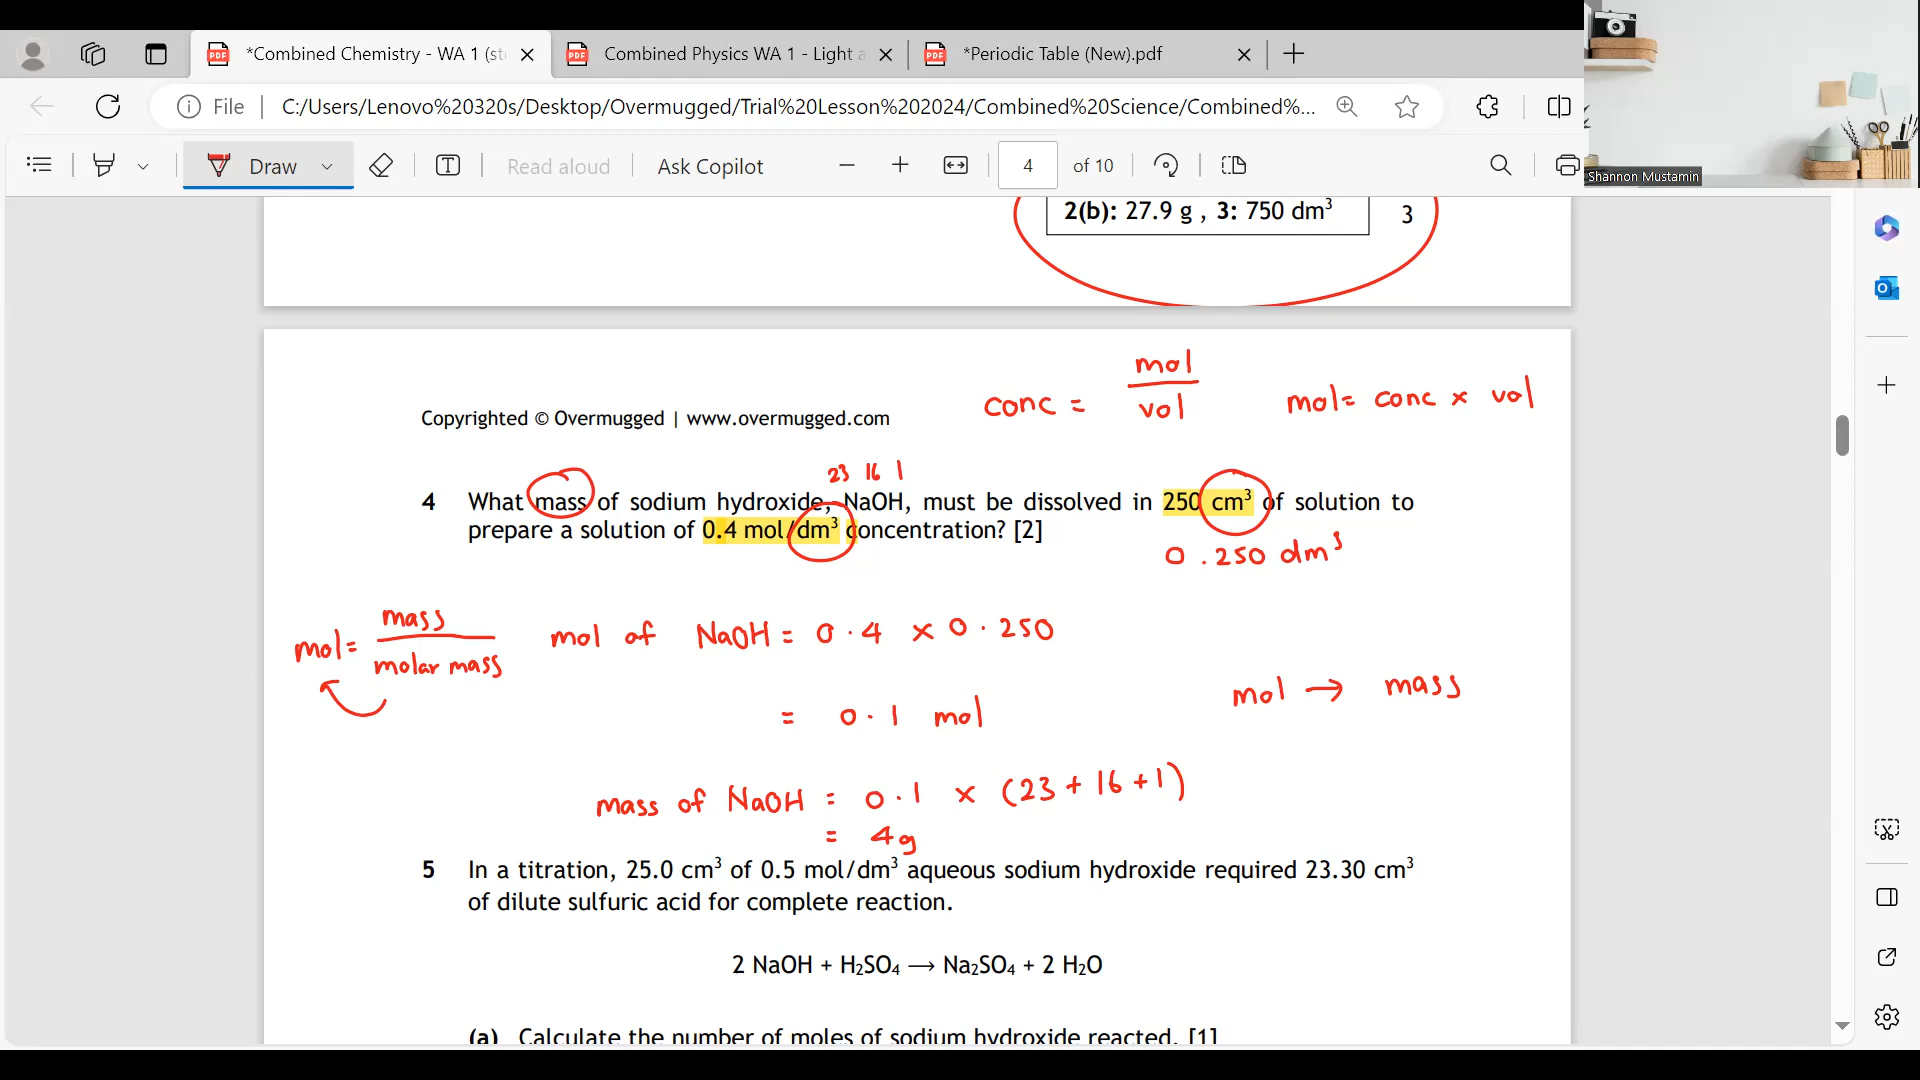 *Combined Chemistry - WA 1 (st
Combined Physics WA 1 - Light a
*Periodic Table (New).pdf
File
C:/Users/Lenovo%20320s/Desktop/Overmugged/Trial%20Lesson%202024/Combined%20Science/Combined%...
Draw
Read aloud
Ask Copilot
4
of 10
Shannon Mustamin
2(b): 27.9 g , 3: 750 dm³
3
conc = mol / vol
mol = conc x vol
Copyrighted © Overmugged | www.overmugged.com
23 16 1
4 What mass of sodium hydroxide, NaOH, must be dissolved in 250 cm³ of solution to
prepare a solution of 0.4 mol/dm³ concentration? [2]
0.250 dm³
mol = mass / molar mass
mol of NaOH = 0.4 x 0.250
= 0.1 mol
mol → mass
mass of NaOH = 0.1 x (23 + 16 + 1)
= 4g
5 In a titration, 25.0 cm³ of 0.5 mol/dm³ aqueous sodium hydroxide required 23.30 cm³
of dilute sulfuric acid for complete reaction.
2 NaOH + H₂SO₄ → Na₂SO₄ + 2 H₂O
(a) Calculate the number of moles of sodium hydroxide reacted. [1]